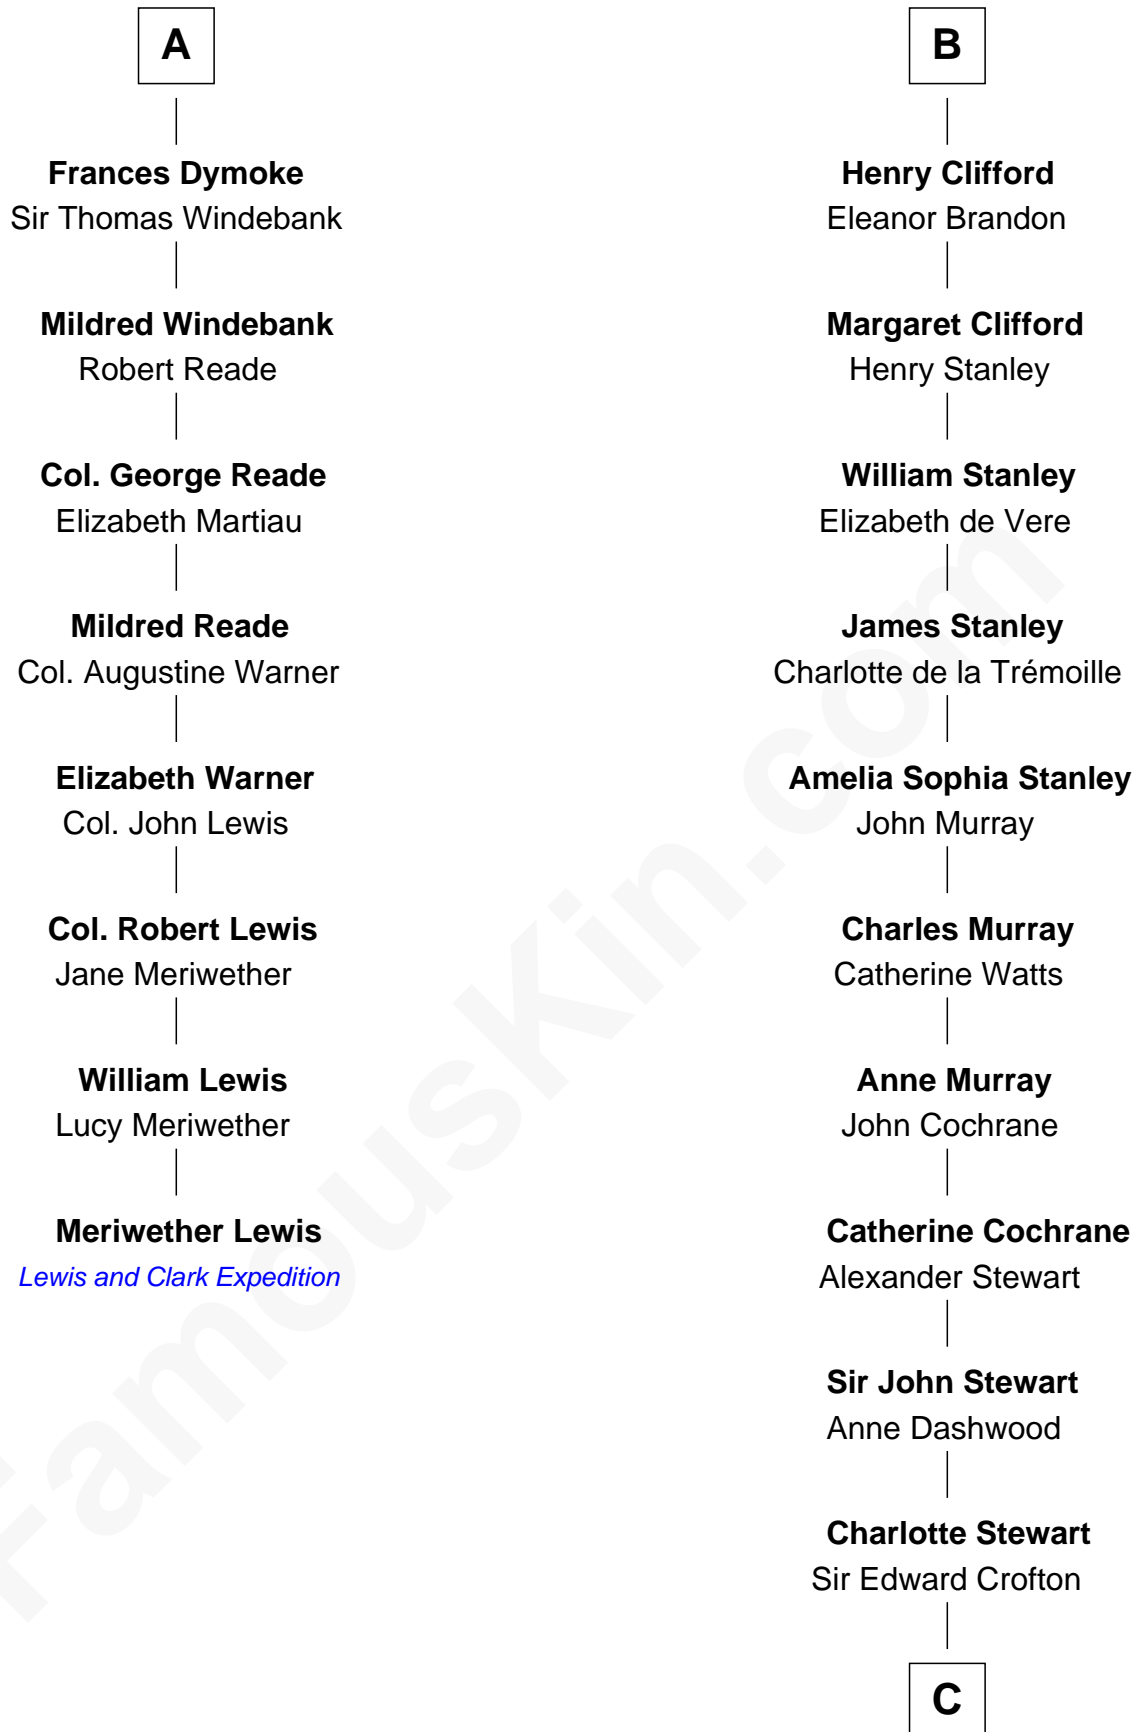 A
Frances Dymoke
Sir Thomas Windebank
Mildred Windebank
Robert Reade
Col. George Reade
Elizabeth Martiau
Mildred Reade
Col. Augustine Warner
Elizabeth Warner
Col. John Lewis
Col. Robert Lewis
Jane Meriwether
William Lewis
Lucy Meriwether
Meriwether Lewis
Lewis and Clark Expedition
B
Henry Clifford
Eleanor Brandon
Margaret Clifford
Henry Stanley
William Stanley
Elizabeth de Vere
James Stanley
Charlotte de la Trémoille
Amelia Sophia Stanley
John Murray
Charles Murray
Catherine Watts
Anne Murray
John Cochrane
Catherine Cochrane
Alexander Stewart
Sir John Stewart
Anne Dashwood
Charlotte Stewart
Sir Edward Crofton
C
FamousKin.com